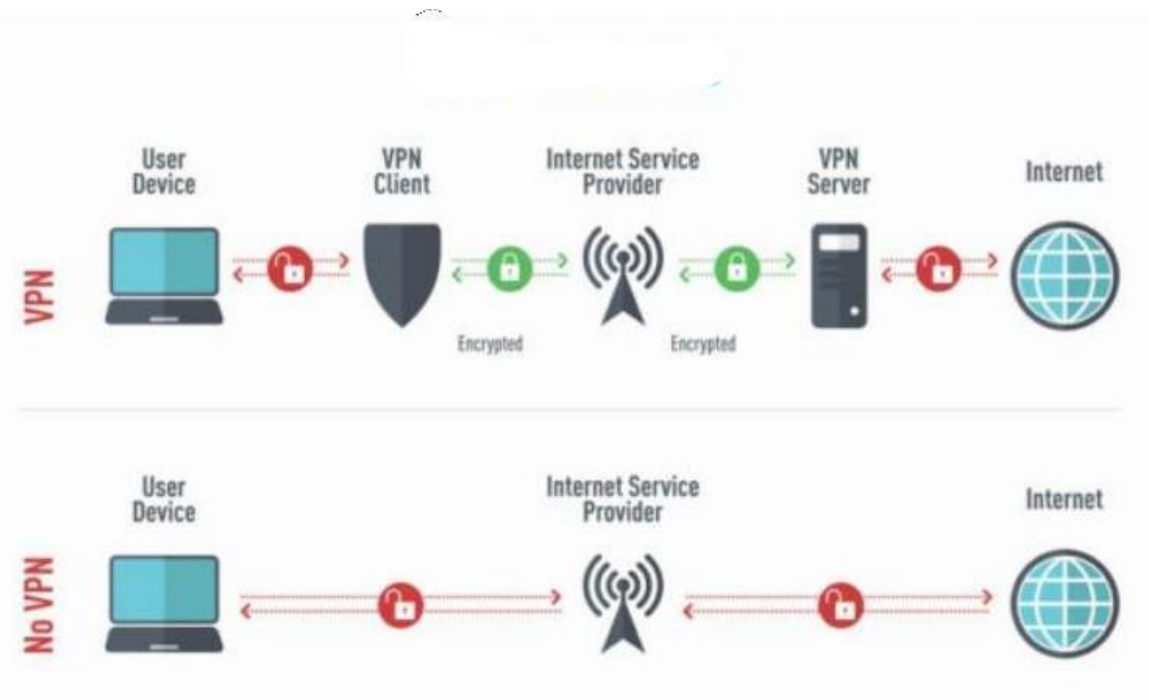 User
Device
VPN
Client
Internet Service
Provider
VPN
Server
Internet
VPN
Encrypted
Encrypted
User
Device
Internet Service
Provider
Internet
No VPN